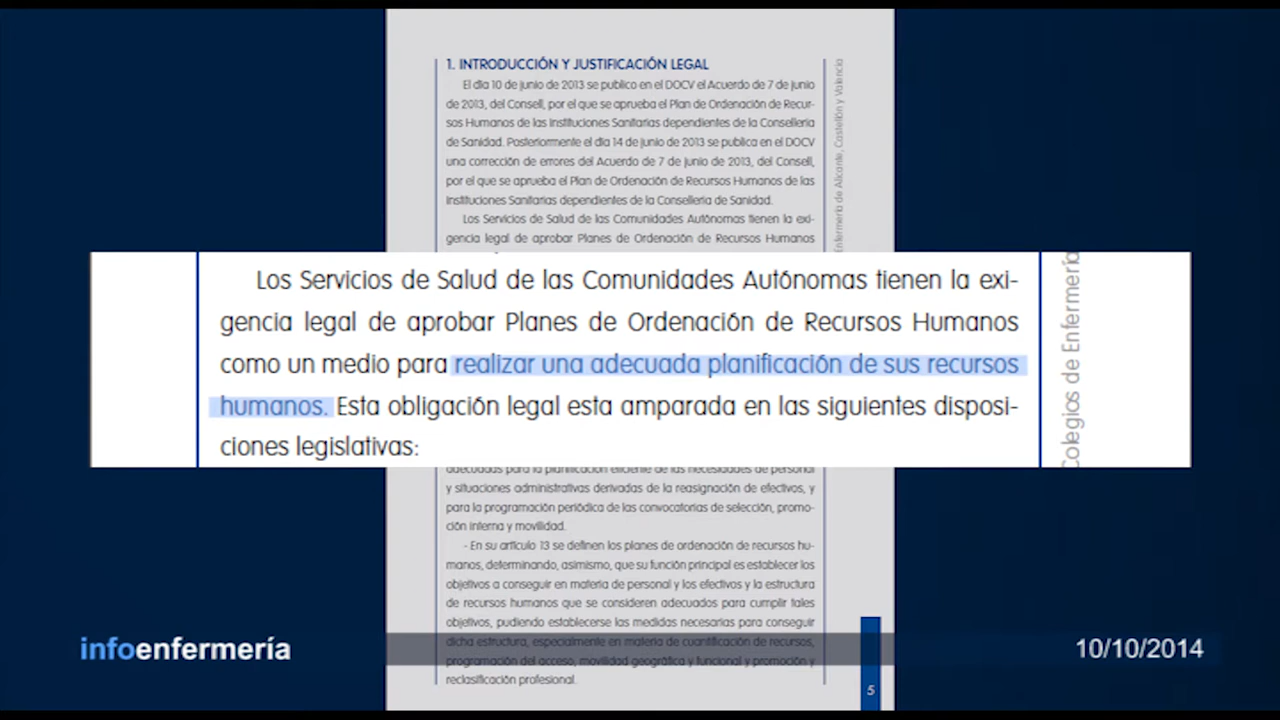 1. INTRODUCCIÓN Y JUSTIFICACIÓN LEGAL
El día 10 de junio de 2013 se publico en el DOCV el Acuerdo de 7 de junio
de 2013, del Consell, por el que se aprueba el Plan de Ordenación de Recur-
sos Humanos de las Instituciones Sanitarias dependientes de la Conselleria
de Sanidad. Posteriormente el día 14 de junio de 2013 se publica en el DOCV
una corrección de errores del Acuerdo de 7 de junio de 2013, del Consell,
por el que se aprueba el Plan de Ordenación de Recursos Humanos de las
Instituciones Sanitarias dependientes de la Conselleria de Sanidad.
Los Servicios de Salud de las Comunidades Autónomas tienen la exi-
gencia legal de aprobar Planes de Ordenación de Recursos Humanos
Enfermería de Alicante, Castellón y Valencia
Los Servicios de Salud de las Comunidades Autónomas tienen la exi-
gencia legal de aprobar Planes de Ordenación de Recursos Humanos
como un medio para realizar una adecuada planificación de sus recursos
humanos. Esta obligación legal esta amparada en las siguientes disposi-
ciones legislativas:
Colegios de Enfermería
adecuadas para la planificación eficiente de las necesidades de personal
y situaciones administrativas derivadas de la reasignación de efectivos, y
para la programación periódica de las convocatorias de selección, promo-
ción interna y movilidad.
- En su artículo 13 se definen los planes de ordenación de recursos hu-
manos, determinando, asimismo, que su función principal es establecer los
objetivos a conseguir en materia de personal y los efectivos y la estructura
de recursos humanos que se consideren adecuados para cumplir tales
objetivos, pudiendo establecerse las medidas necesarias para conseguir
dicha estructura, especialmente en materia de cuantificación de recursos,
programación del acceso, movilidad geográfica y funcional y promoción y
reclasificación profesional.
5
infoenfermería
10/10/2014